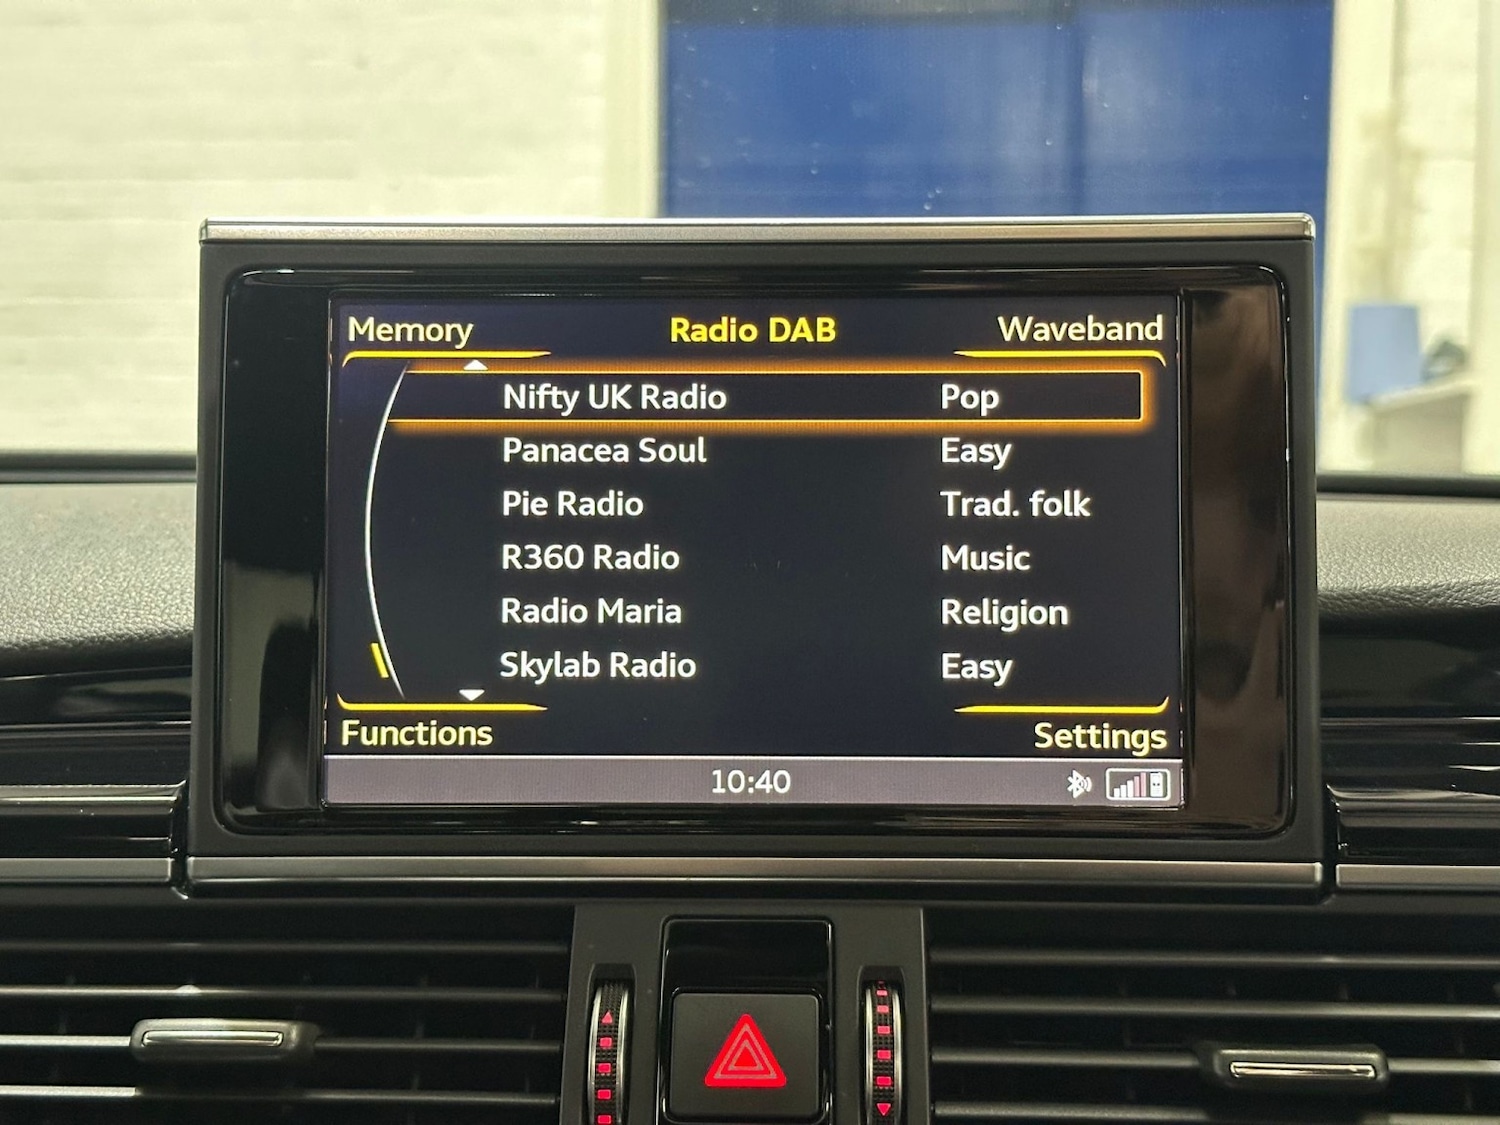 Memory Radio DAB Waveband
Nifty UK Radio Pop
Panacea Soul Easy
Pie Radio Trad. folk
R360 Radio Music
Radio Maria Religion
Skylab Radio Easy
Functions Settings
10:40